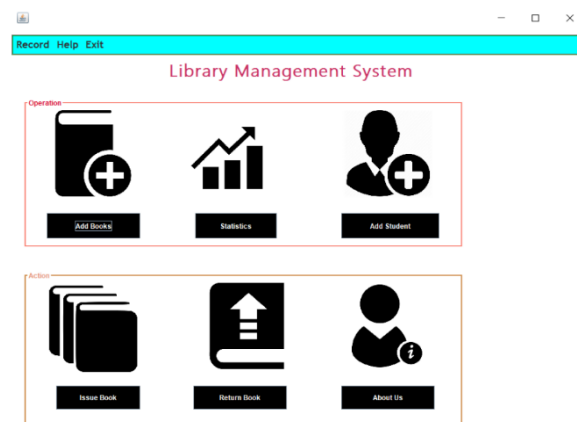 Record Help Exit
Library Management System
Operation
Add Books Statistics Add Student
Action
i
Issue Book Return Book About Us